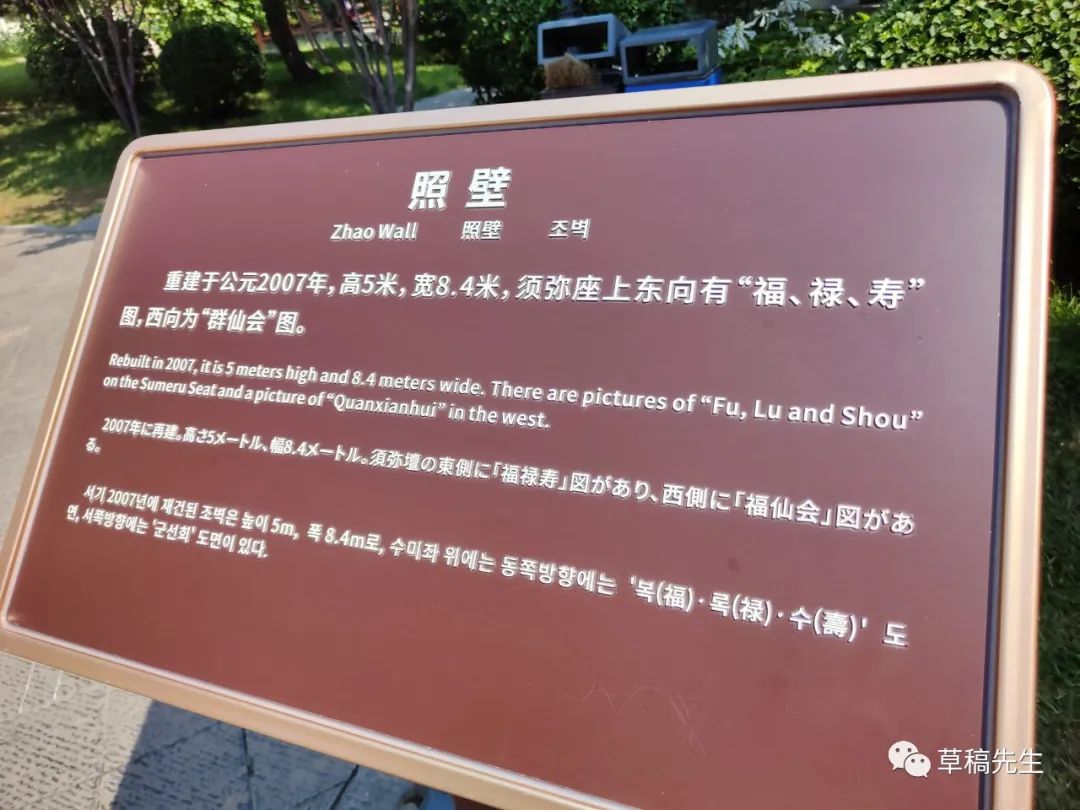 照壁
Zhao Wall 照壁 조벽
重建于公元2007年，高5米，宽8.4米，须弥座上东向有“福、禄、寿”
图，西向为“群仙会”图。
Rebuilt in 2007, it is 5 meters high and 8.4 meters wide. There are pictures of “Fu, Lu and Shou”
on the Sumeru Seat and a picture of “Quanxianhui” in the west.
2007年に再建。高さ5メートル、幅8.4メートル。須弥壇の東側に「福禄寿」図があり、西側に「福仙会」図があ
る。
서기 2007년에 재건된 조벽은 높이 5m, 폭 8.4m로, 수미좌 위에는 동쪽방향에는 '복(福)·록(禄)·수(壽)' 도
면, 서쪽방향에는 '군선회' 도면이 있다.
草稿先生